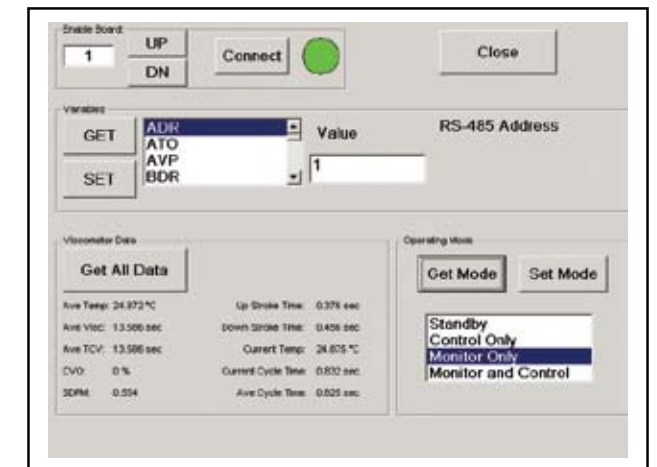 Enable Board
1
UP
DN
Connect
Close
Variables
GET
SET
ADR
ATO
AVP
BDR
Value
1
RS-485 Address
Viscometer Data
Get All Data
Ave Temp: 24.872 °C
Ave Visc: 13.586 sec
Ave TCV: 13.586 sec
CVO: 0 %
SDPM: 0.554
Up Stroke Time: 0.376 sec
Down Stroke Time: 0.456 sec
Current Temp: 24.875 °C
Current Cycle Time: 0.832 sec
Ave Cycle Time: 0.825 sec
Operating Mode
Get Mode
Set Mode
Standby
Control Only
Monitor Only
Monitor and Control